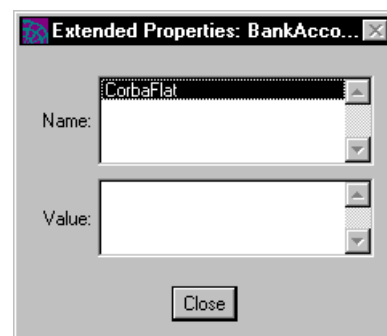 Extended Properties: BankAcco...
Name:
CorbaFlat
Value:
Close